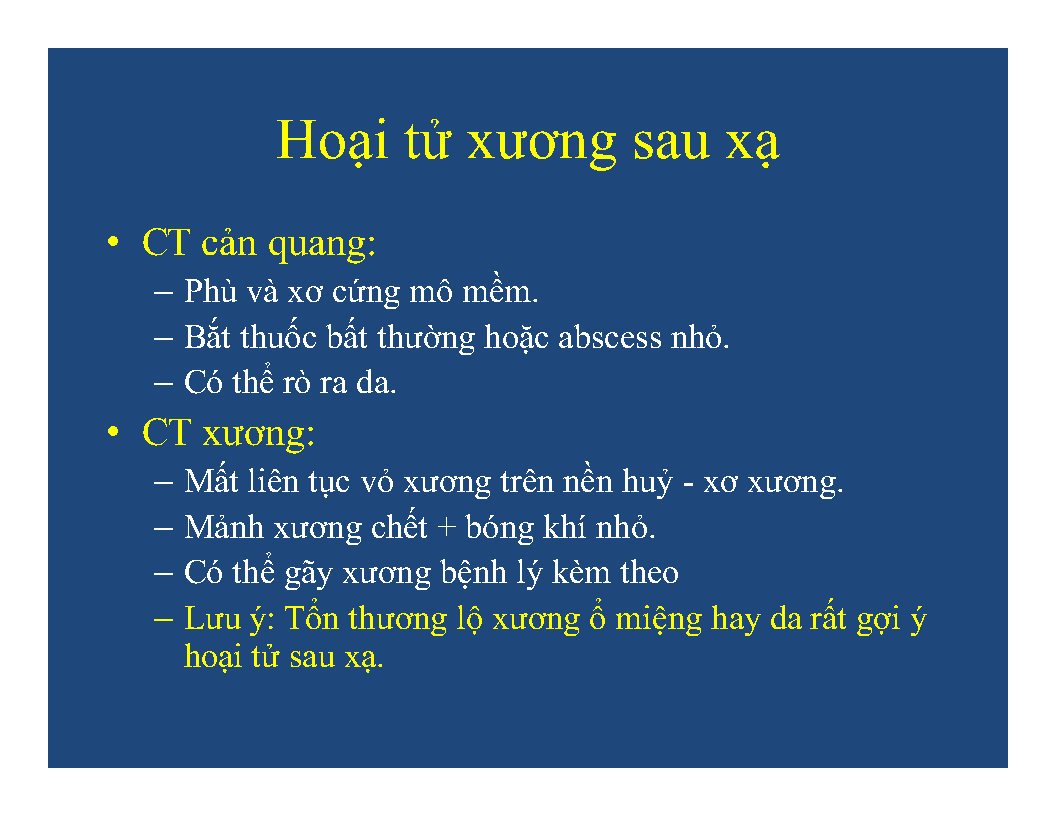 Hoại tử xương sau xạ
• CT cản quang:
– Phù và xơ cứng mô mềm.
– Bắt thuốc bất thường hoặc abscess nhỏ.
– Có thể rò ra da.
• CT xương:
– Mất liên tục vỏ xương trên nền huỷ - xơ xương.
– Mảnh xương chết + bóng khí nhỏ.
– Có thể gãy xương bệnh lý kèm theo
– Lưu ý: Tổn thương lộ xương ổ miệng hay da rất gợi ý
hoại tử sau xạ.